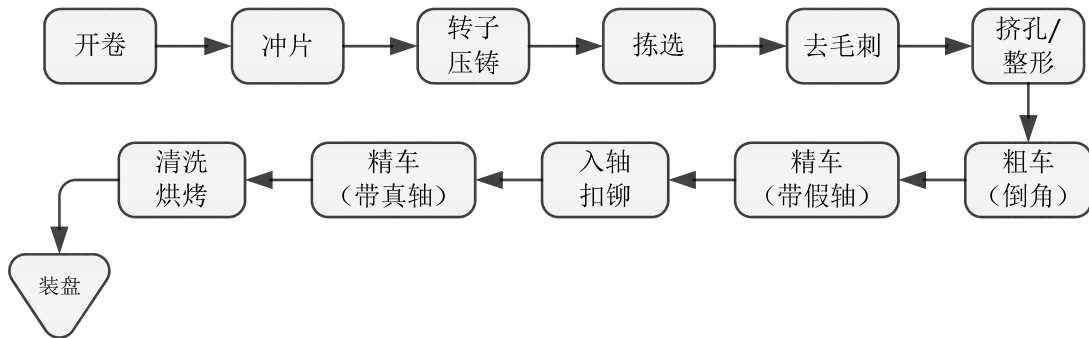 开卷
冲片
转子
压铸
拣选
去毛刺
挤孔/
整形
粗车
（倒角）
精车
（带假轴）
入轴
扣铆
精车
（带真轴）
清洗
烘烤
装盘